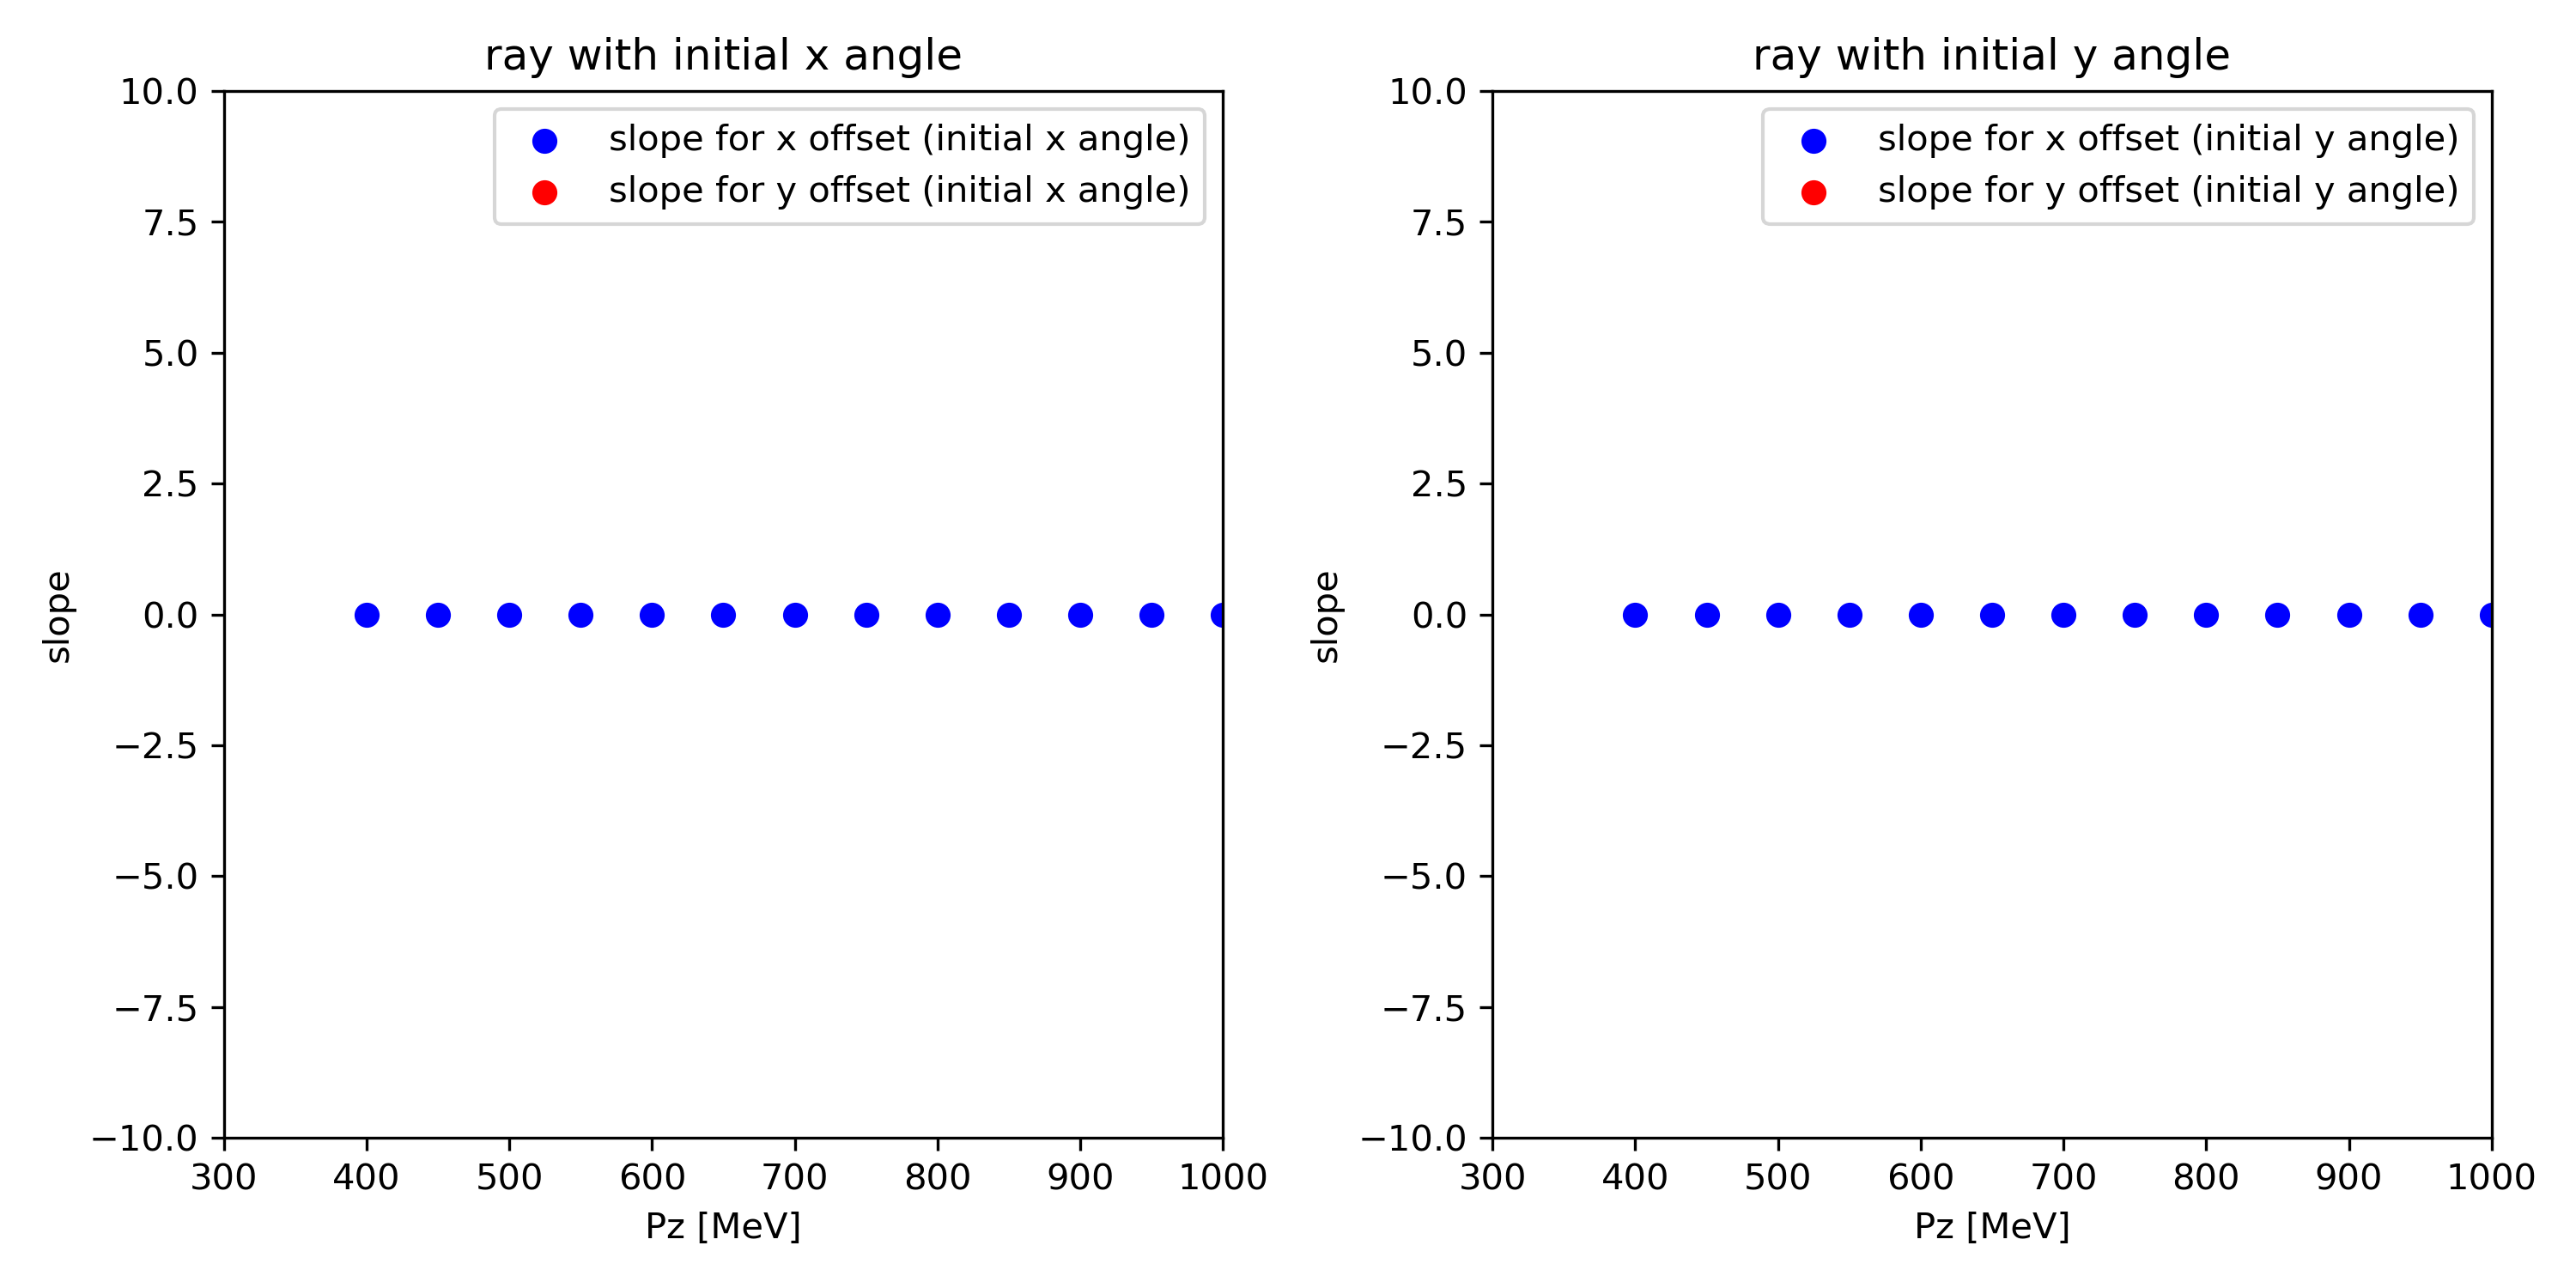 ray with initial x angle
slope for x offset (initial x angle)
slope for y offset (initial x angle)
10.0
7.5
5.0
2.5
0.0
−2.5
−5.0
−7.5
−10.0
slope
300 400 500 600 700 800 900 1000
Pz [MeV]
ray with initial y angle
slope for x offset (initial y angle)
slope for y offset (initial y angle)
10.0
7.5
5.0
2.5
0.0
−2.5
−5.0
−7.5
−10.0
slope
300 400 500 600 700 800 900 1000
Pz [MeV]